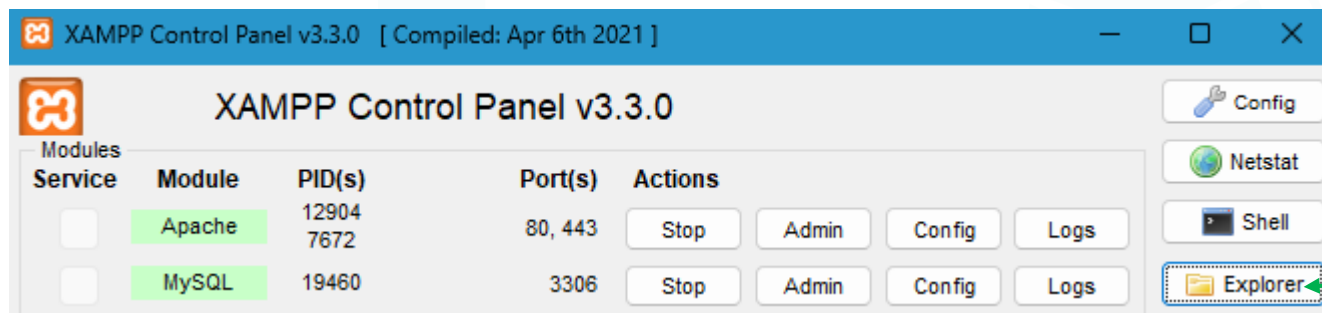 XAMPP Control Panel v3.3.0 [ Compiled: Apr 6th 2021 ]
XAMPP Control Panel v3.3.0
Config
Modules
Netstat
Service Module PID(s) Port(s) Actions
Apache 12904 7672 80, 443 Stop Admin Config Logs
Shell
MySQL 19460 3306 Stop Admin Config Logs
Explorer